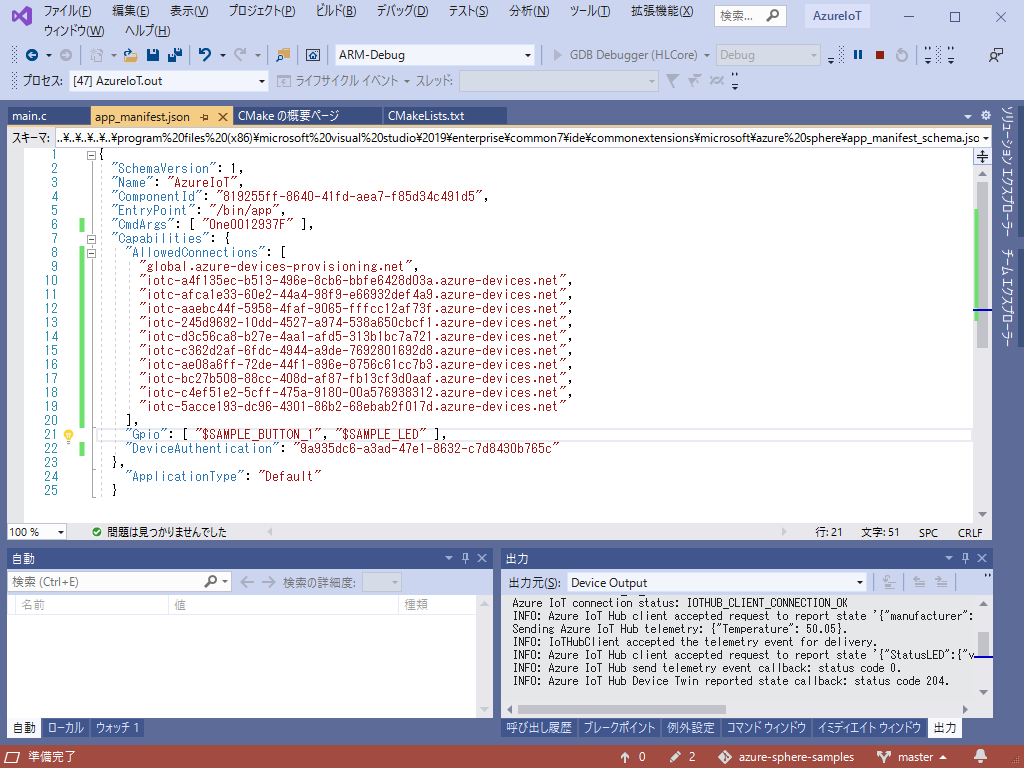 ファイル(F) 編集(E) 表示(V) プロジェクト(P) ビルド(B) デバッグ(D) テスト(S) 分析(N) ツール(T) 拡張機能(X) 検索... AzureIoT
ウィンドウ(W) ヘルプ(H)
ARM-Debug GDB Debugger (HLCore) Debug
プロセス: [47] AzureIoT.out ライフサイクル イベント スレッド:
main.c app_manifest.json CMake の概要ページ CMakeLists.txt
スキーマ: ..¥..¥..¥..¥..¥program%20files%20(x86)¥microsoft%20visual%20studio¥2019¥enterprise¥common7¥ide¥commonextensions¥microsoft¥azure%20sphere¥app_manifest_schema.jso
1 {
2 "SchemaVersion": 1,
3 "Name": "AzureIoT",
4 "ComponentId": "819255ff-8640-41fd-aea7-f85d34c491d5",
5 "EntryPoint": "/bin/app",
6 "CmdArgs": [ "0ne0012937F" ],
7 "Capabilities": {
8 "AllowedConnections": [
9 "global.azure-devices-provisioning.net",
10 "iotc-a4f135ec-b513-496e-8cb6-bbfe6428d03a.azure-devices.net",
11 "iotc-afca1e33-60e2-44a4-98f9-e66932def4a9.azure-devices.net",
12 "iotc-aaebc44f-5958-4faf-9065-fffcc12af73f.azure-devices.net",
13 "iotc-245d9692-10dd-4527-a974-538a650cbcf1.azure-devices.net",
14 "iotc-d3c56ca8-b27e-4aa1-afd5-313b1bc7a721.azure-devices.net",
15 "iotc-c362d2af-6fdc-4944-a9de-7692801692d8.azure-devices.net",
16 "iotc-ae08a6ff-72de-44f1-896e-8756c61cc7b3.azure-devices.net",
17 "iotc-bc27b508-88cc-408d-af87-fb13cf3d0aaf.azure-devices.net",
18 "iotc-c4ef51e2-5cff-475a-9180-00a576938312.azure-devices.net",
19 "iotc-5acce193-dc96-4301-86b2-68ebab2f017d.azure-devices.net"
20 ],
21 "Gpio": [ "$SAMPLE_BUTTON_1", "$SAMPLE_LED" ],
22 "DeviceAuthentication": "9a935dc6-a3ad-47e1-8632-c7d8430b765c"
23 },
24 "ApplicationType": "Default"
25 }
ソリューション エクスプローラー
チーム エクスプローラー
100 % 問題は見つかりませんでした 行: 21 文字: 51 SPC CRLF
自動
検索 (Ctrl+E) 検索の詳細度:
名前 値 種類
自動 ローカル ウォッチ 1
出力
出力元(S): Device Output
Azure IoT connection status: IOTHUB_CLIENT_CONNECTION_OK
INFO: Azure IoT Hub client accepted request to report state '{"manufacturer":
Sending Azure IoT Hub telemetry: {"Temperature": 50.05}.
INFO: IoTHubClient accepted the telemetry event for delivery.
INFO: Azure IoT Hub client accepted request to report state '{"StatusLED":{"v
INFO: Azure IoT Hub send telemetry event callback: status code 0.
INFO: Azure IoT Hub Device Twin reported state callback: status code 204.
呼び出し履歴 ブレークポイント 例外設定 コマンド ウィンドウ イミディエイト ウィンドウ 出力
準備完了 0 2 azure-sphere-samples master